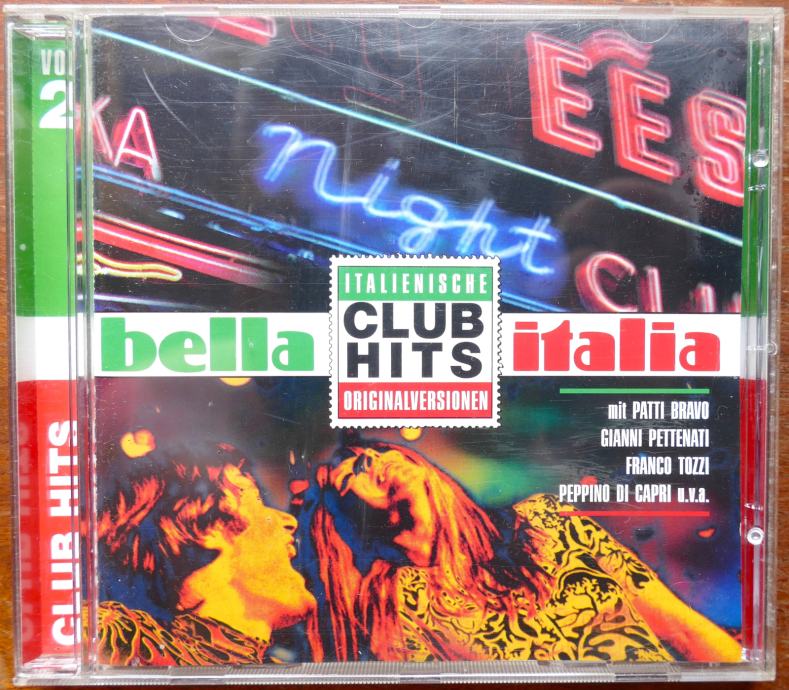 VOL
2
CLUB HITS
KA
Night
EES
CLU
bella
italia
ITALIENISCHE
CLUB
HITS
ORIGINALVERSIONEN
mit PATTI BRAVO
GIANNI PETTENATI
FRANCO TOZZI
PEPPINO DI CAPRI u.v.a.